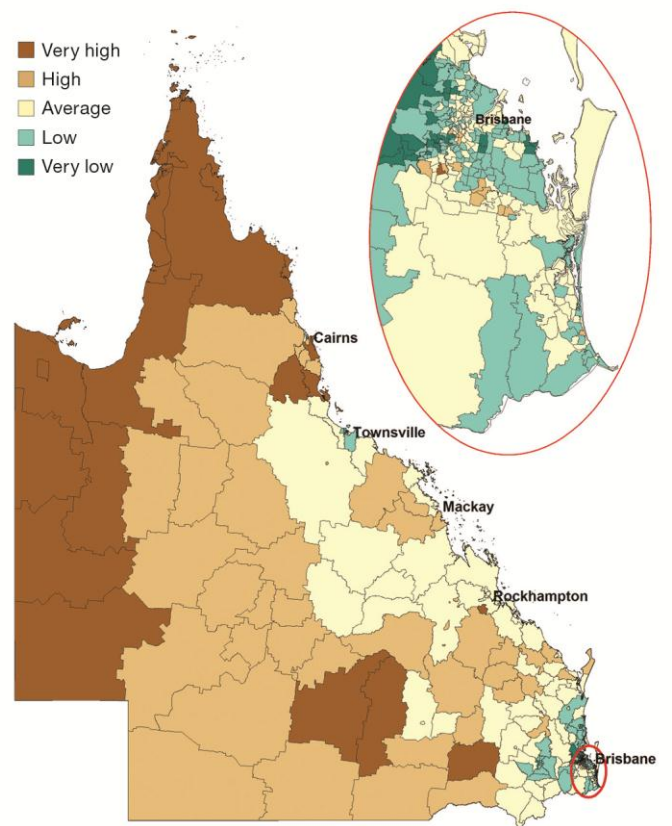 Very high
High
Average
Low
Very low
Brisbane
Cairns
Townsville
Mackay
Rockhampton
Brisbane